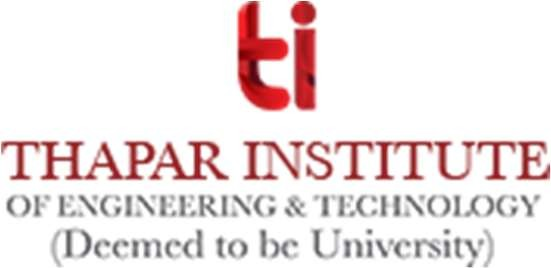 ti
THAPAR INSTITUTE
OF ENGINEERING & TECHNOLOGY
(Deemed to be University)